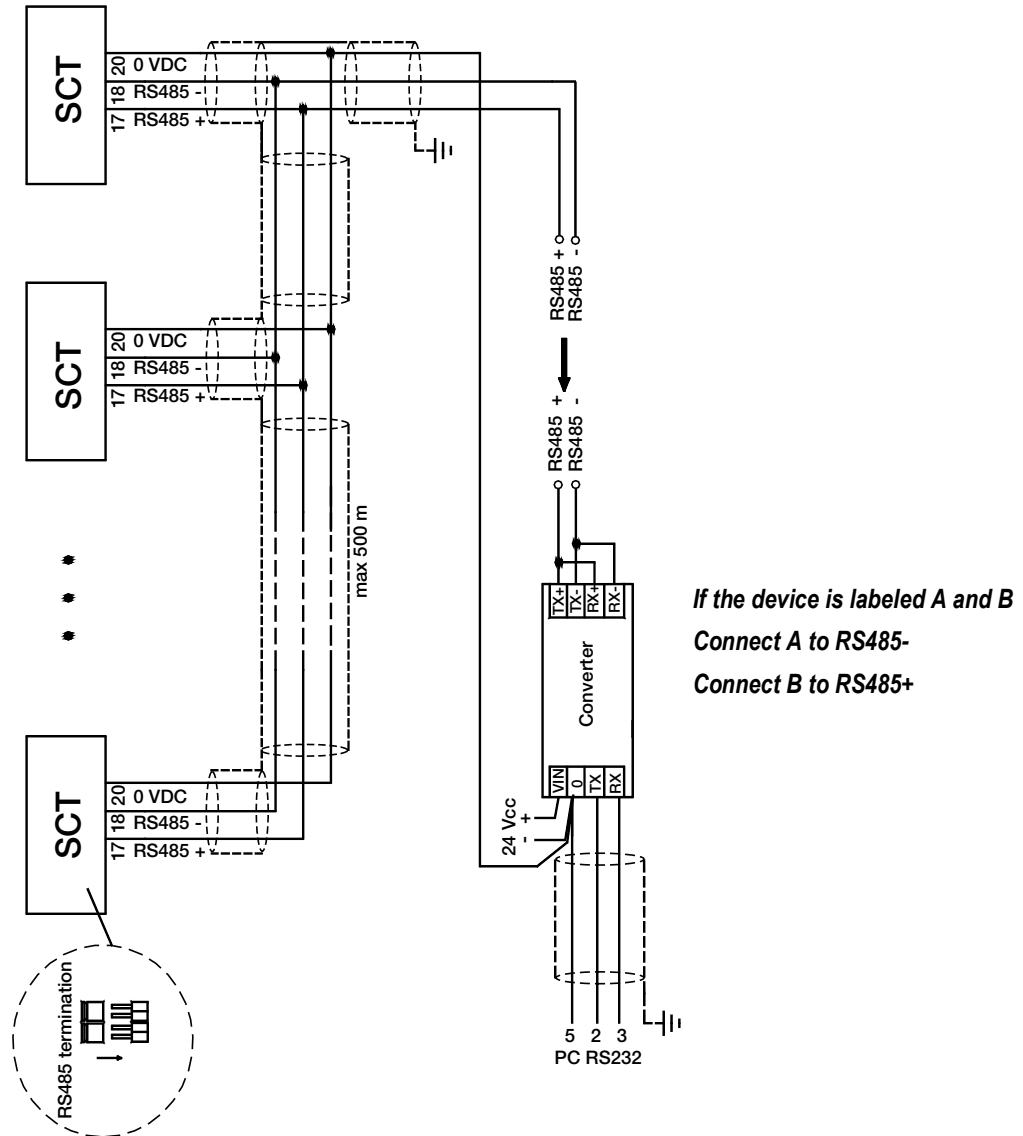 SCT
20 0 VDC
18 RS485 -
17 RS485 +
SCT
20 0 VDC
18 RS485 -
17 RS485 +
SCT
20 0 VDC
18 RS485 -
17 RS485 +
max 500 m
RS485 termination
RS485 +
RS485 -
RS485 +
RS485 -
TX+
TX-
RX+
RX-
Converter
VIN
0
TX
RX
24 Vcc + -
5 2 3
PC RS232
If the device is labeled A and B
Connect A to RS485-
Connect B to RS485+